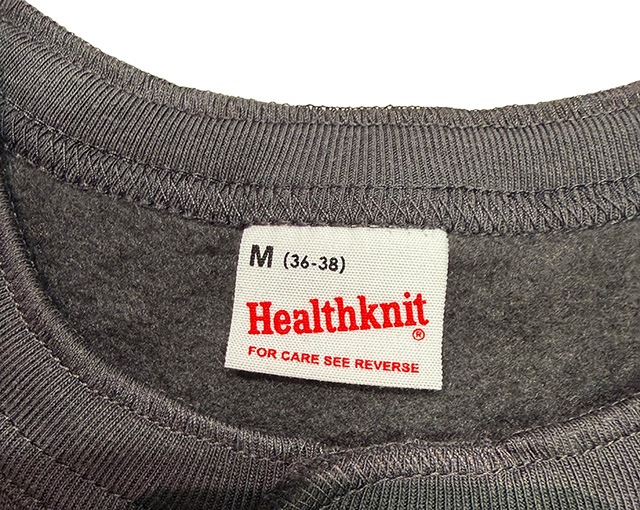 M (36-38)
Healthknit®
FOR CARE SEE REVERSE